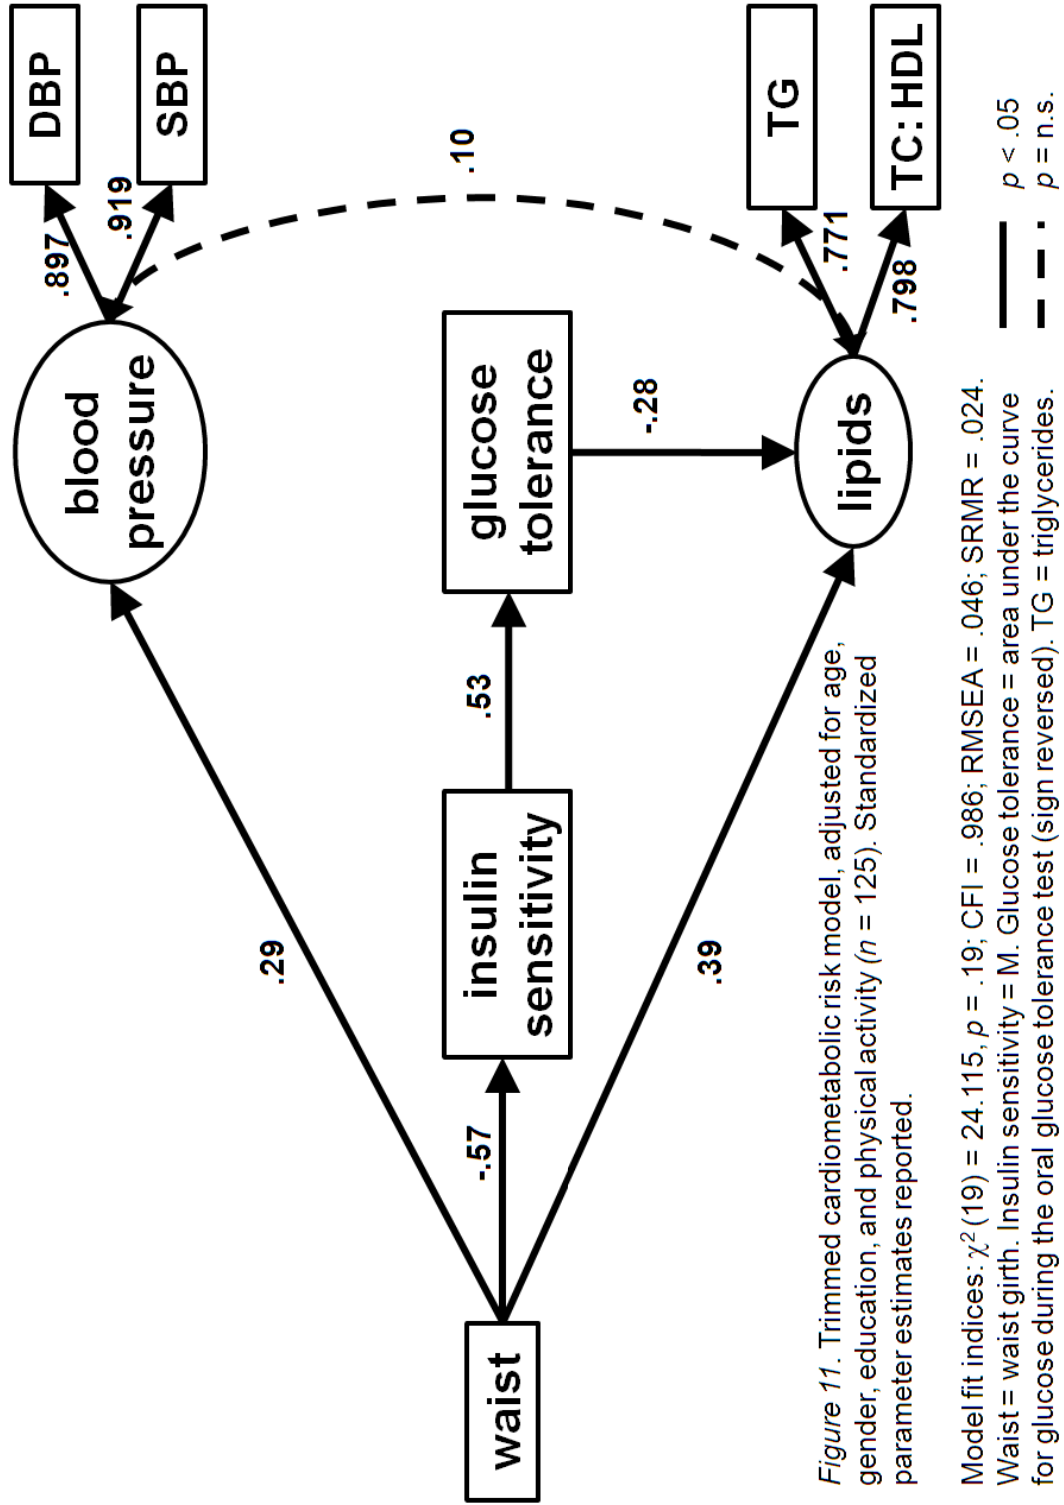 DBP
SBP
.897
.919
blood
pressure
.10
.29
waist
-.57
insulin
sensitivity
.53
glucose
tolerance
-.28
.39
lipids
.771
.798
TG
TC:HDL
Figure 11. Trimmed cardiometabolic risk model, adjusted for age,
gender, education, and physical activity (n = 125). Standardized
parameter estimates reported.
p < .05
p = n.s.
Model fit indices: χ² (19) = 24.115, p = .19; CFI = .986; RMSEA = .046; SRMR = .024.
Waist = waist girth. Insulin sensitivity = M. Glucose tolerance = area under the curve
for glucose during the oral glucose tolerance test (sign reversed). TG = triglycerides.